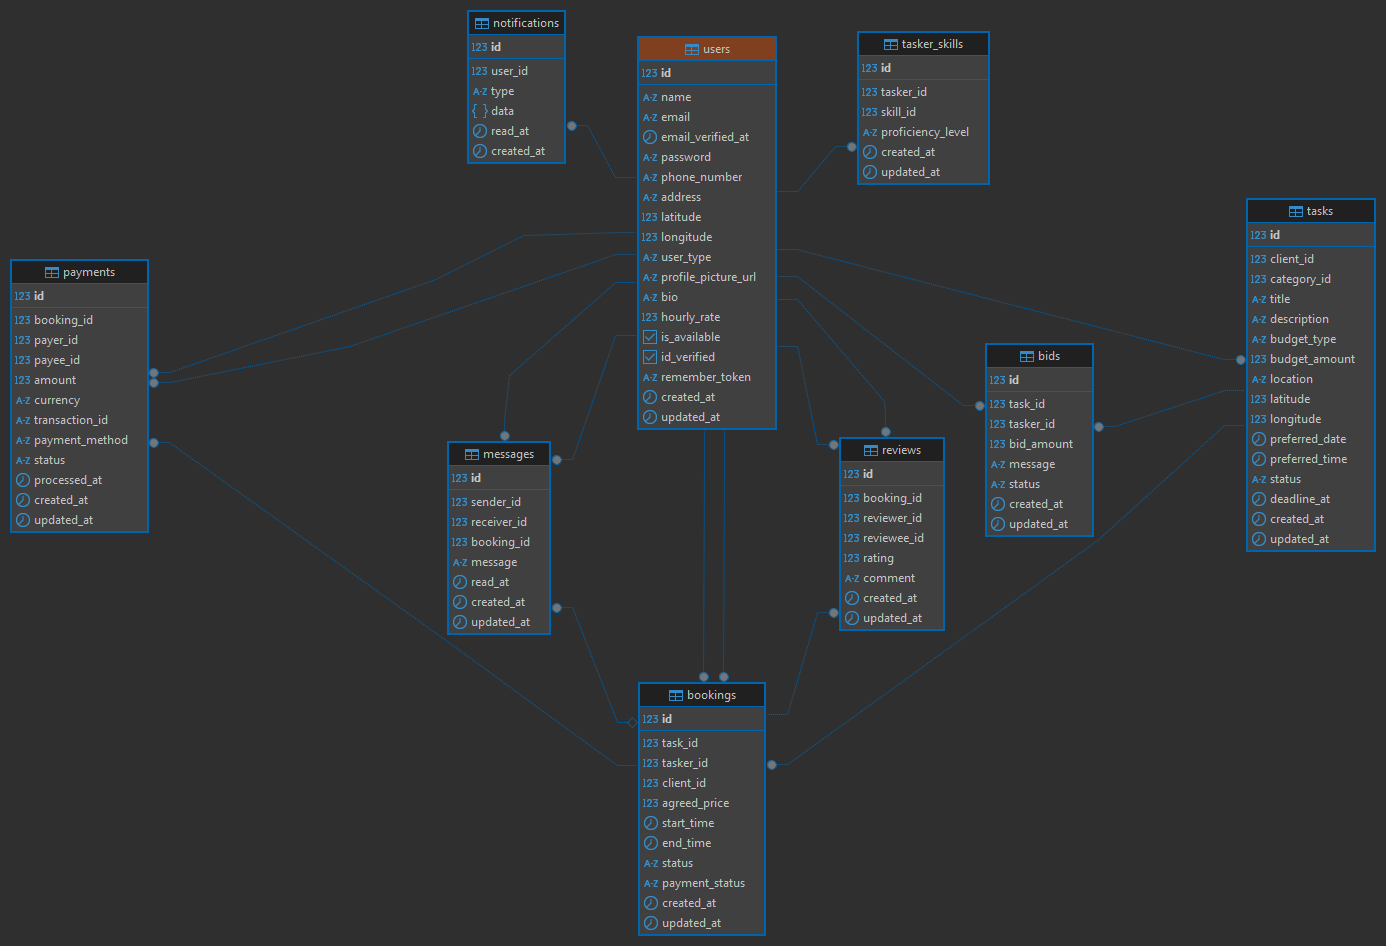 notifications
123 id
123 user_id
A-Z type
{ } data
read_at
created_at
users
123 id
A-Z name
A-Z email
email_verified_at
A-Z password
A-Z phone_number
A-Z address
123 latitude
123 longitude
A-Z user_type
A-Z profile_picture_url
A-Z bio
123 hourly_rate
is_available
id_verified
A-Z remember_token
created_at
updated_at
tasker_skills
123 id
123 tasker_id
123 skill_id
A-Z proficiency_level
created_at
updated_at
tasks
123 id
123 client_id
123 category_id
A-Z title
A-Z description
A-Z budget_type
123 budget_amount
A-Z location
123 latitude
123 longitude
preferred_date
preferred_time
A-Z status
deadline_at
created_at
updated_at
payments
123 id
123 booking_id
123 payer_id
123 payee_id
123 amount
A-Z currency
A-Z transaction_id
A-Z payment_method
A-Z status
processed_at
created_at
updated_at
bids
123 id
123 task_id
123 tasker_id
123 bid_amount
A-Z message
A-Z status
created_at
updated_at
messages
123 id
123 sender_id
123 receiver_id
123 booking_id
A-Z message
read_at
created_at
updated_at
reviews
123 id
123 booking_id
123 reviewer_id
123 reviewee_id
123 rating
A-Z comment
created_at
updated_at
bookings
123 id
123 task_id
123 tasker_id
123 client_id
123 agreed_price
start_time
end_time
A-Z status
A-Z payment_status
created_at
updated_at